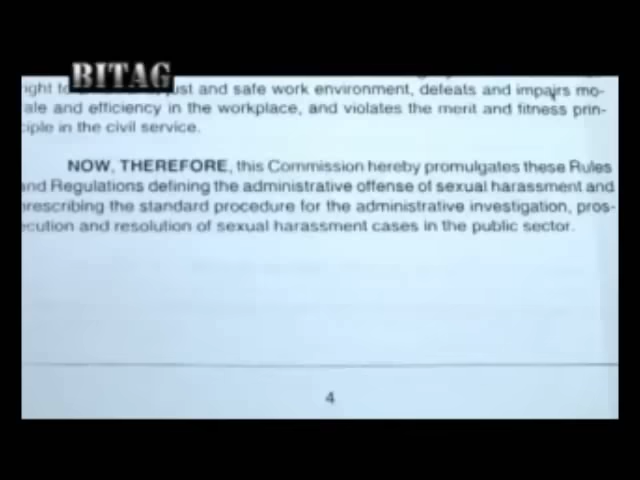 BITAG
just and safe work environment, defeats and impairs mo-
ale and efficiency in the workplace, and violates the merit and fitness prin-
ciple in the civil service.
NOW, THEREFORE, this Commission hereby promulgates these Rules
and Regulations defining the administrative offense of sexual harassment and
rescribing the standard procedure for the administrative investigation, pros-
ecution and resolution of sexual harassment cases in the public sector.
4